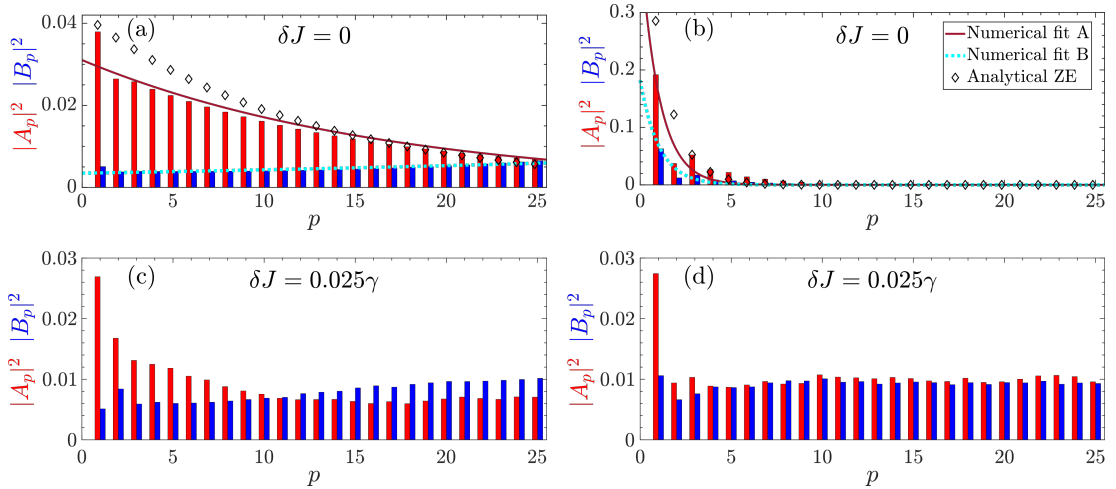 (a)
δJ = 0
|A_p|^2 |B_p|^2
0.04
0.02
0
0 5 10 15 20 25
p
(b)
δJ = 0
Numerical fit A
Numerical fit B
Analytical ZE
|A_p|^2 |B_p|^2
0.3
0.2
0.1
0
0 5 10 15 20 25
p
(c)
δJ = 0.025γ
|A_p|^2 |B_p|^2
0.03
0.02
0.01
0
0 5 10 15 20 25
p
(d)
δJ = 0.025γ
|A_p|^2 |B_p|^2
0.03
0.02
0.01
0
0 5 10 15 20 25
p